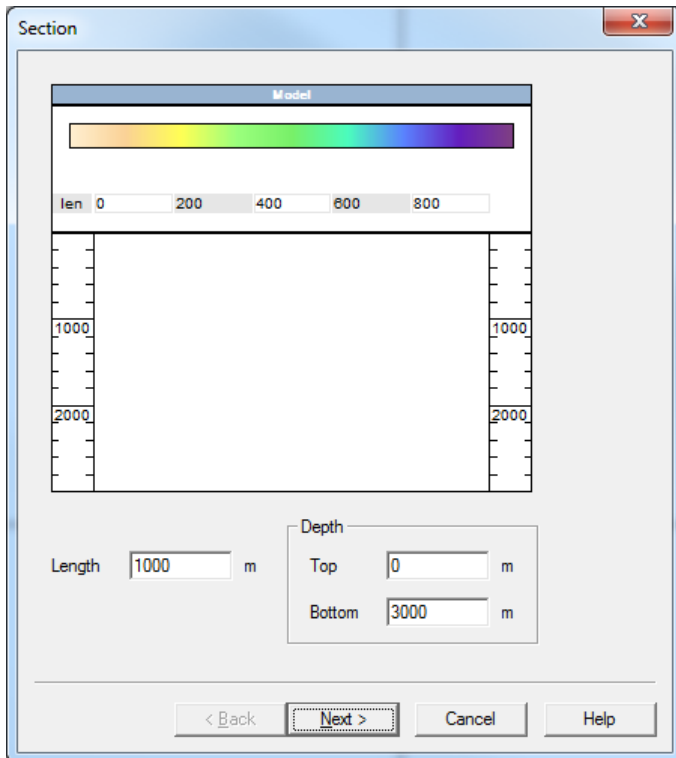 Section
Model
len 0 200 400 600 800
1000 1000
2000 2000
Depth
Length 1000 m Top 0 m
Bottom 3000 m
< Back Next > Cancel Help